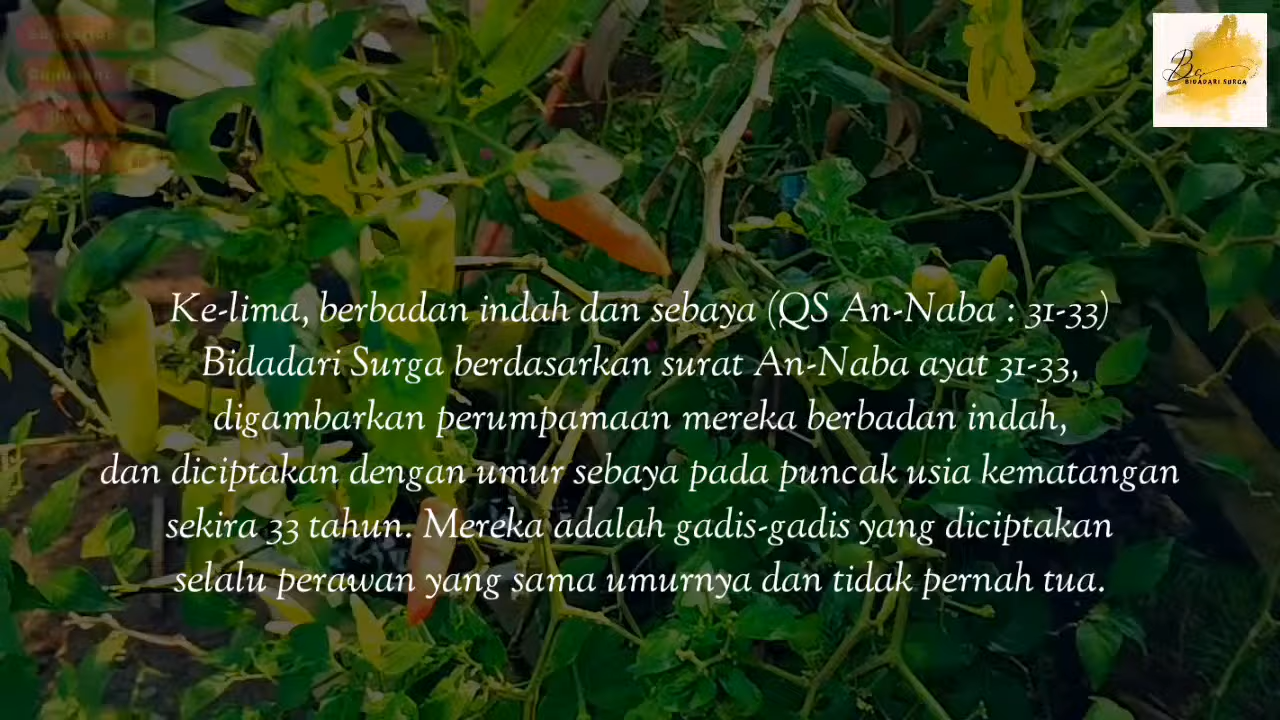 Bs
BIDADARI SURGA
Ke-lima, berbadan indah dan sebaya (QS An-Naba : 31-33)
Bidadari Surga berdasarkan surat An-Naba ayat 31-33,
digambarkan perumpamaan mereka berbadan indah,
dan diciptakan dengan umur sebaya pada puncak usia kematangan
sekira 33 tahun. Mereka adalah gadis-gadis yang diciptakan
selalu perawan yang sama umurnya dan tidak pernah tua.